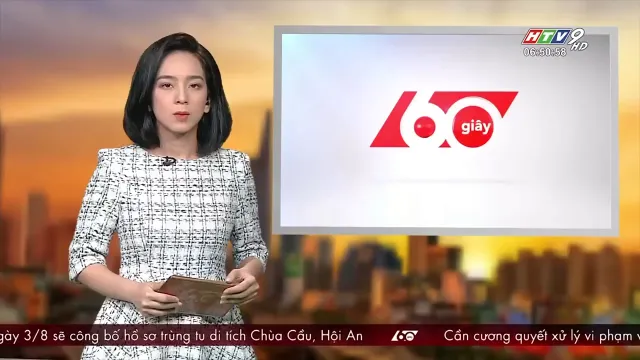 HTV9
HD
06:50:58
60
giây
gày 3/8 sẽ công bố hồ sơ trùng tu di tích Chùa Cầu, Hội An 60 Cần cương quyết xử lý vi phạm